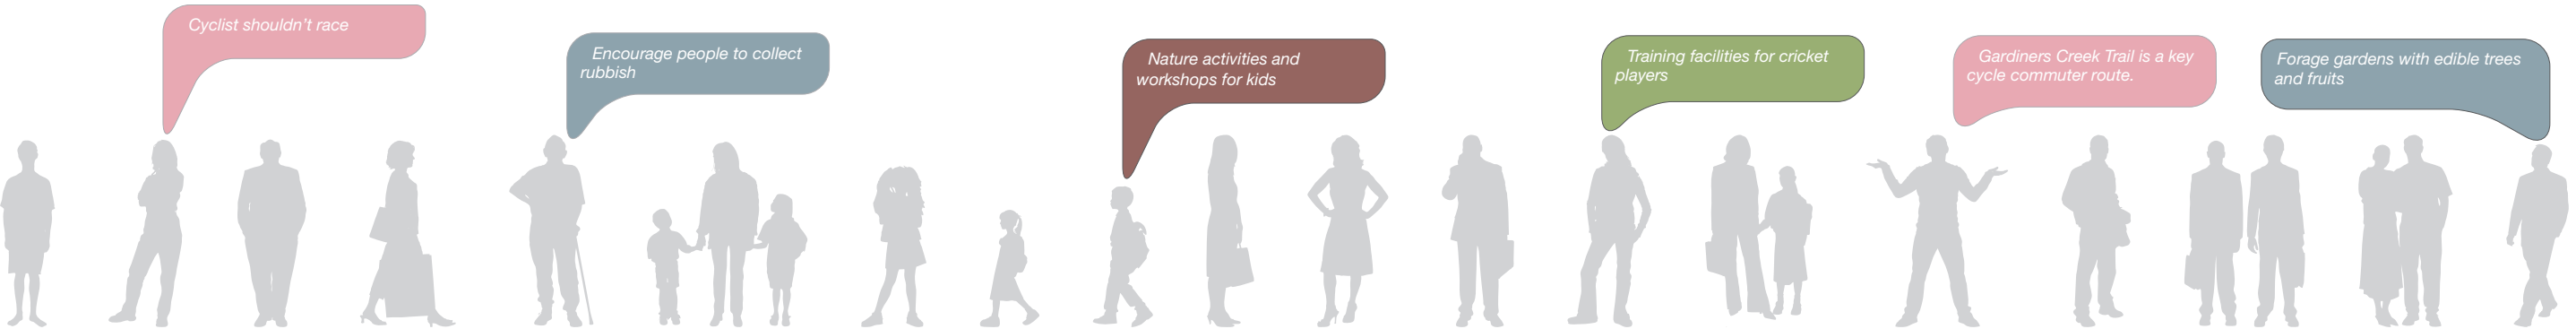 Cyclist shouldn't race
Encourage people to collect
rubbish
Nature activities and
workshops for kids
Training facilities for cricket
players
Gardiners Creek Trail is a key
cycle commuter route.
Forage gardens with edible trees
and fruits